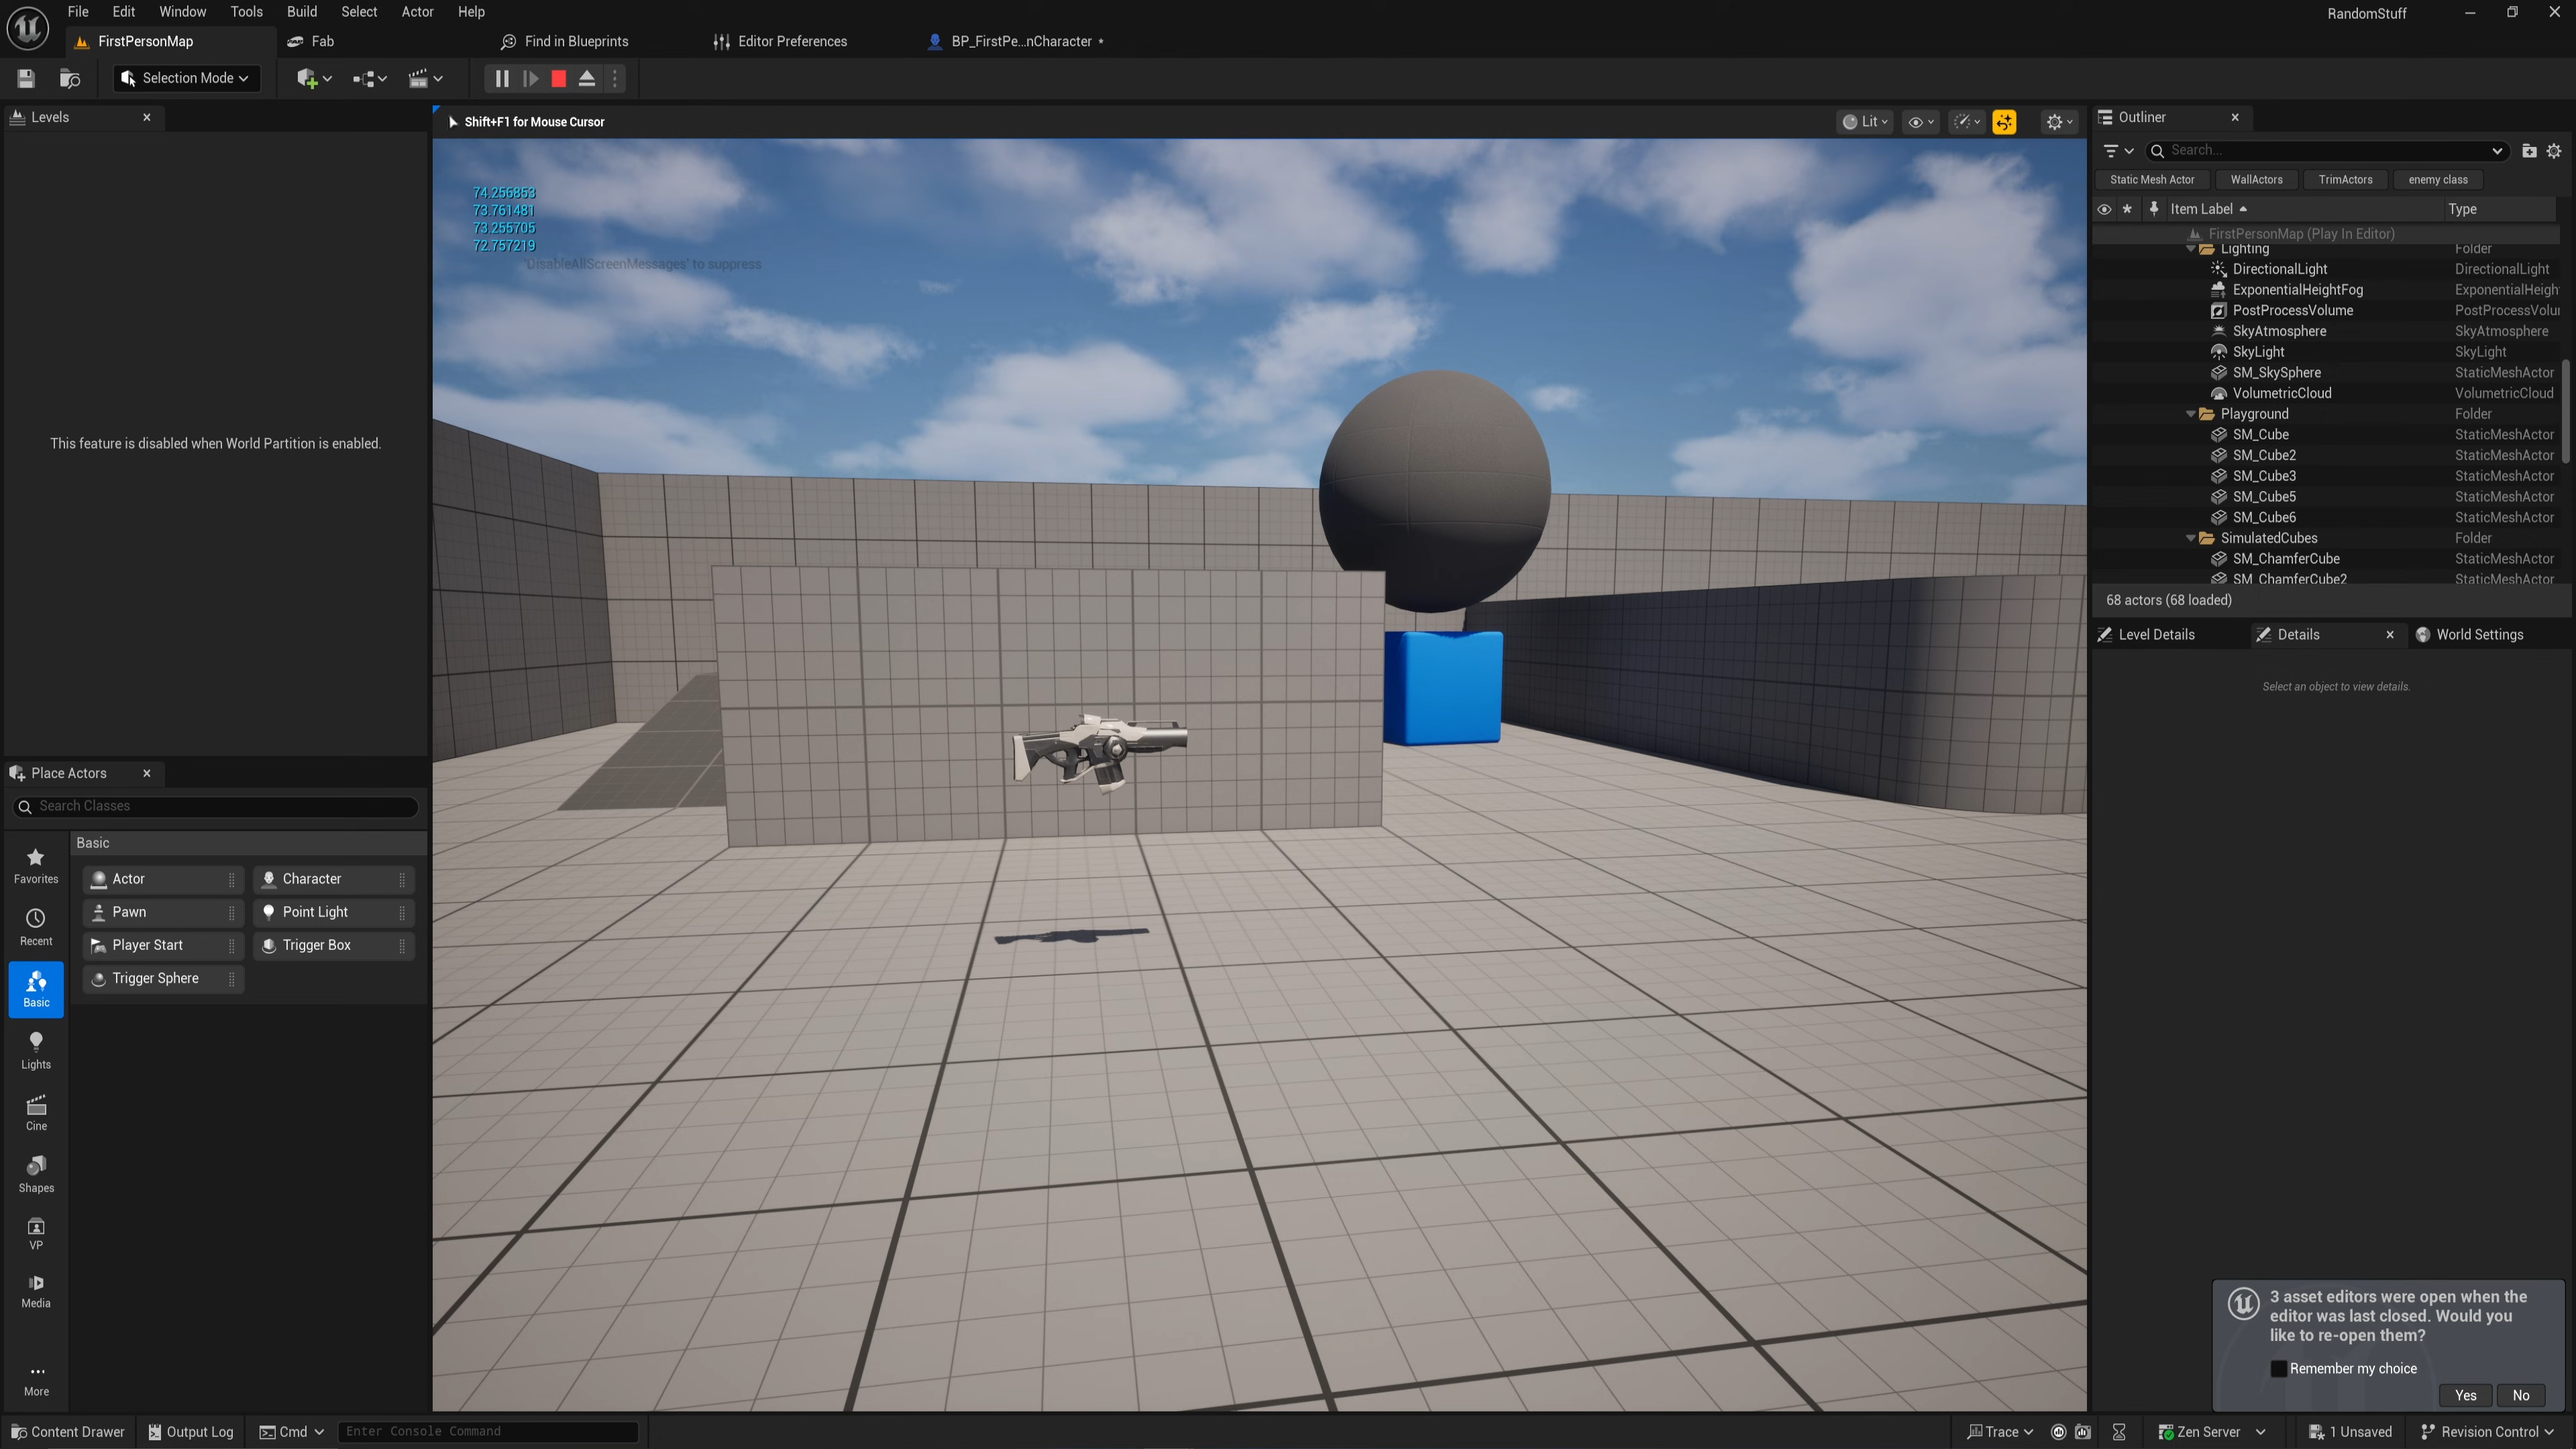 File Edit Window Tools Build Select Actor Help
RandomStuff
FirstPersonMap
Fab
Find in Blueprints
Editor Preferences
BP_FirstPe...nCharacter *
Selection Mode
Levels
This feature is disabled when World Partition is enabled.
Place Actors
Search Classes
Favorites
Recent
Basic
Lights
Cine
Shapes
VP
Media
More
Basic
Actor
Character
Pawn
Point Light
Player Start
Trigger Box
Trigger Sphere
Shift+F1 for Mouse Cursor
Lit
74.256853
73.761481
73.255705
72.757219
'DisableAllScreenMessages' to suppress
Outliner
Search...
Static Mesh Actor
WallActors
TrimActors
enemy class
Item Label
Type
FirstPersonMap (Play In Editor)
Lighting Folder
DirectionalLight DirectionalLight
ExponentialHeightFog ExponentialHeigh
PostProcessVolume PostProcessVolu
SkyAtmosphere SkyAtmosphere
SkyLight SkyLight
SM_SkySphere StaticMeshActor
VolumetricCloud VolumetricCloud
Playground Folder
SM_Cube StaticMeshActor
SM_Cube2 StaticMeshActor
SM_Cube3 StaticMeshActor
SM_Cube5 StaticMeshActor
SM_Cube6 StaticMeshActor
SimulatedCubes Folder
SM_ChamferCube StaticMeshActor
SM_ChamferCube2 StaticMeshActor
68 actors (68 loaded)
Level Details
Details
World Settings
Select an object to view details.
3 asset editors were open when the
editor was last closed. Would you
like to re-open them?
Remember my choice
Yes
No
Content Drawer
Output Log
Cmd
Enter Console Command
Trace
Zen Server
1 Unsaved
Revision Control